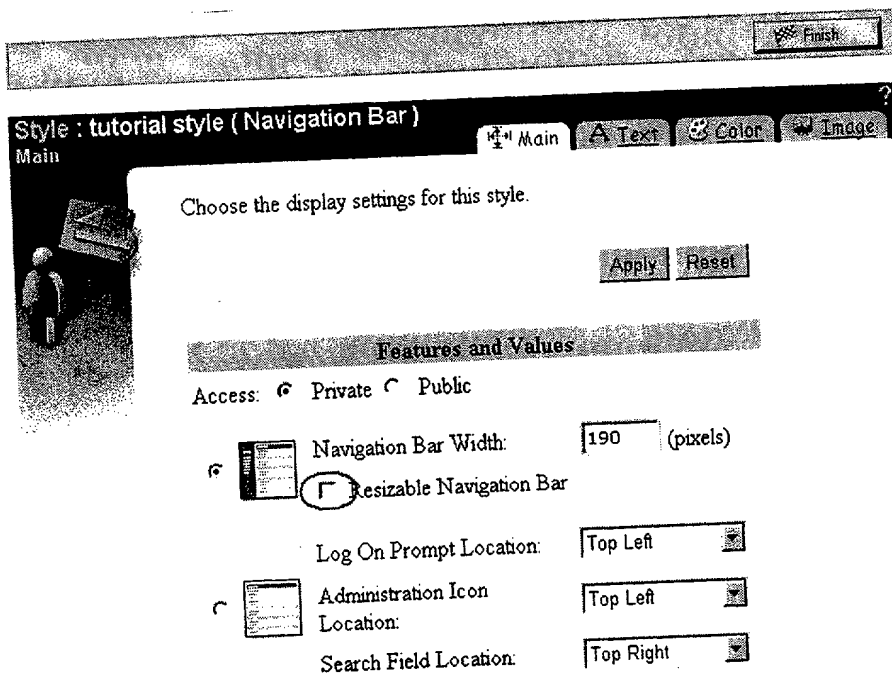 Finish
?
Style : tutorial style ( Navigation Bar )
Main
Main A Text Color Image
Choose the display settings for this style.
Apply Reset
Features and Values
Access: Private Public
Navigation Bar Width: 190 (pixels)
Resizable Navigation Bar
Log On Prompt Location: Top Left
Administration Icon Location: Top Left
Search Field Location: Top Right